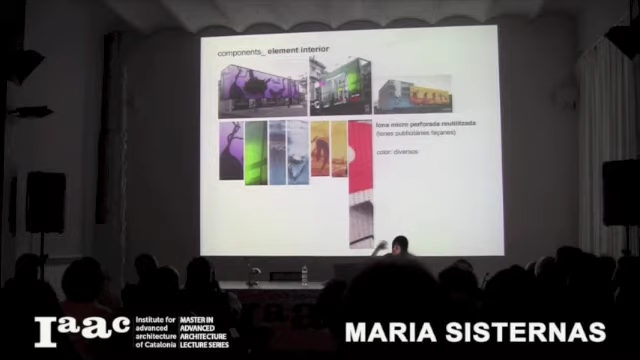 components_ element interior
lona micro perforada reutilitzada
(lones publicitàries façanes)
color: diversos
Iaac
Institute for
advanced
architecture
of Catalonia
MASTER IN
ADVANCED
ARCHITECTURE
LECTURE SERIES
MARIA SISTERNAS